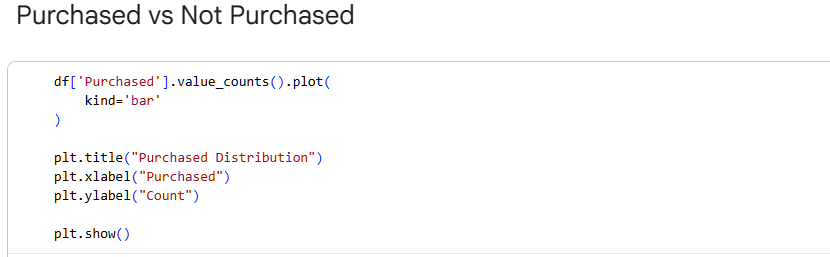 Purchased vs Not Purchased
df['Purchased'].value_counts().plot(
    kind='bar'
)
plt.title("Purchased Distribution")
plt.xlabel("Purchased")
plt.ylabel("Count")
plt.show()